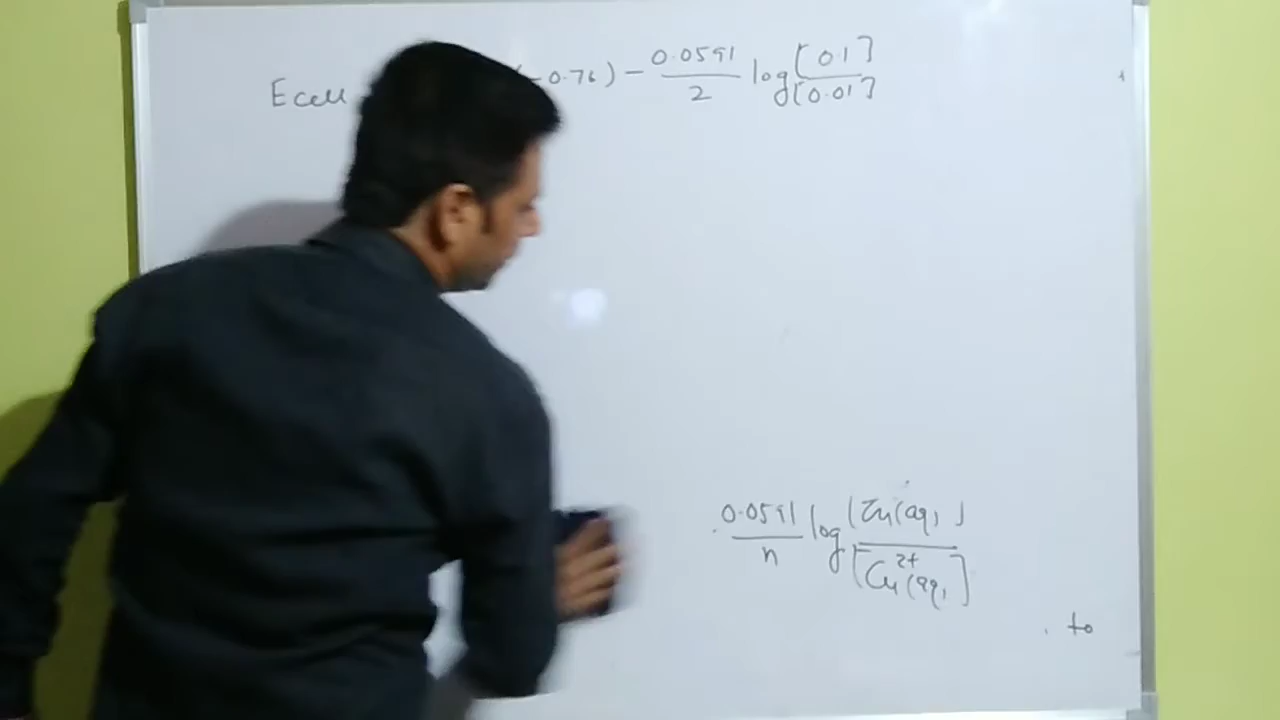 Ecell (-0.76) - 0.0591/2 log [0.1]/[0.01]
0.0591/n log [Zn(aq)]/[Cu²⁺(aq)]
to